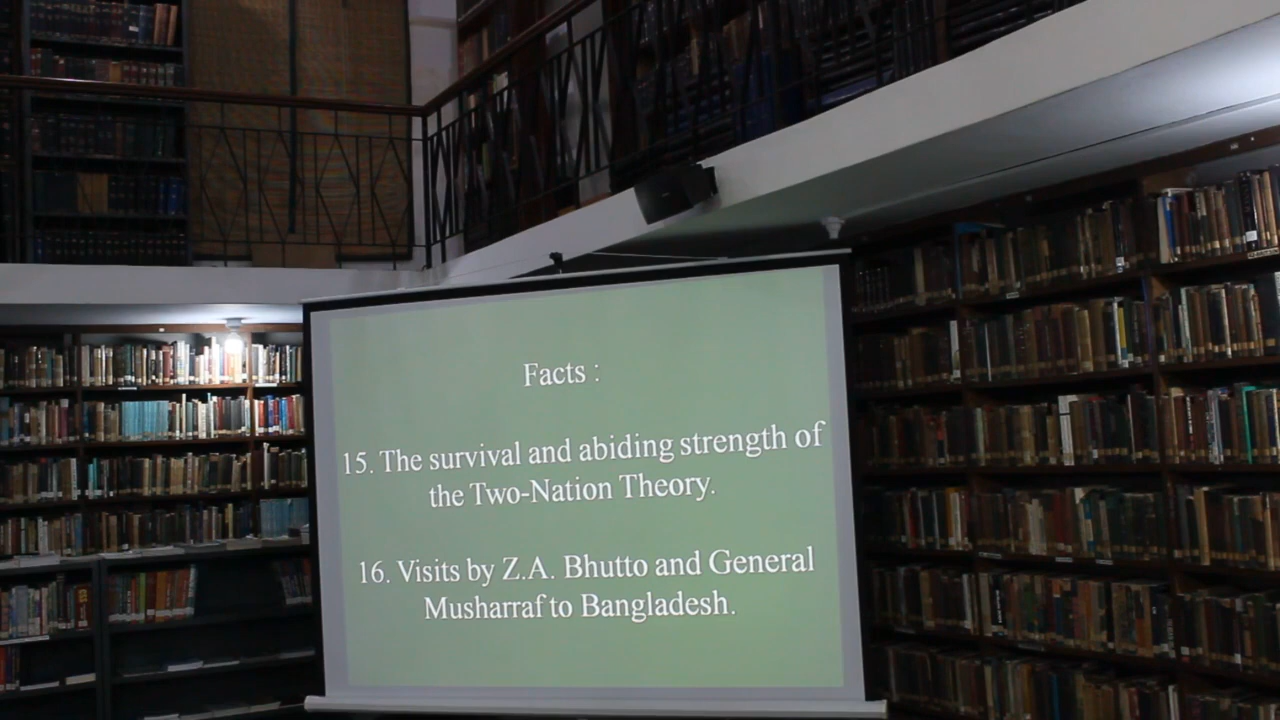 Facts :
15. The survival and abiding strength of
the Two-Nation Theory.
16. Visits by Z.A. Bhutto and General
Musharraf to Bangladesh.